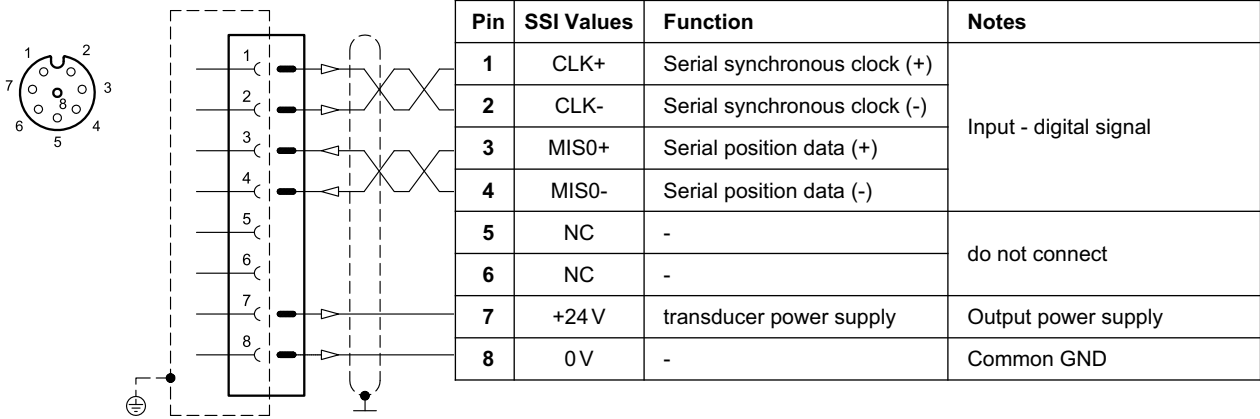 1 2
7 8 3
6 4
5
1
2
3
4
5
6
7
8
Pin SSI Values Function Notes
1 CLK+ Serial synchronous clock (+)
2 CLK- Serial synchronous clock (-)
Input - digital signal
3 MIS0+ Serial position data (+)
4 MIS0- Serial position data (-)
5 NC -
do not connect
6 NC -
7 +24 V transducer power supply Output power supply
8 0 V - Common GND